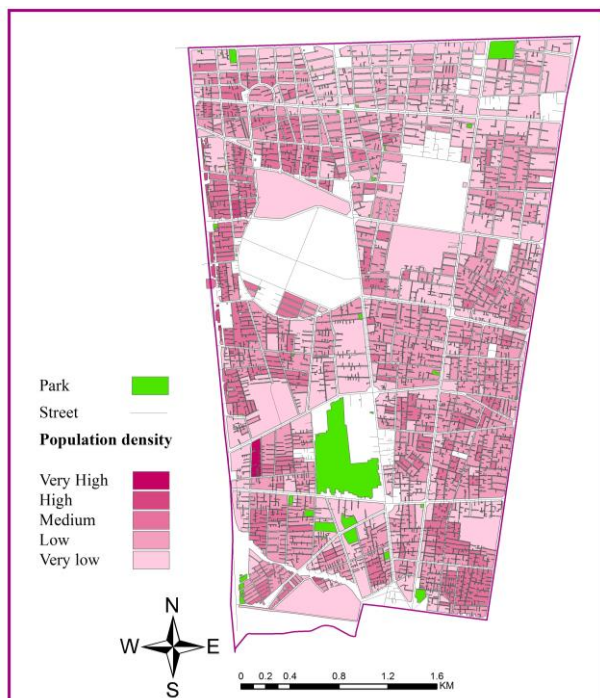 Park
Street
Population density
Very High
High
Medium
Low
Very low
N
W E
S
0 0.2 0.4 0.8 1.2 1.6
KM